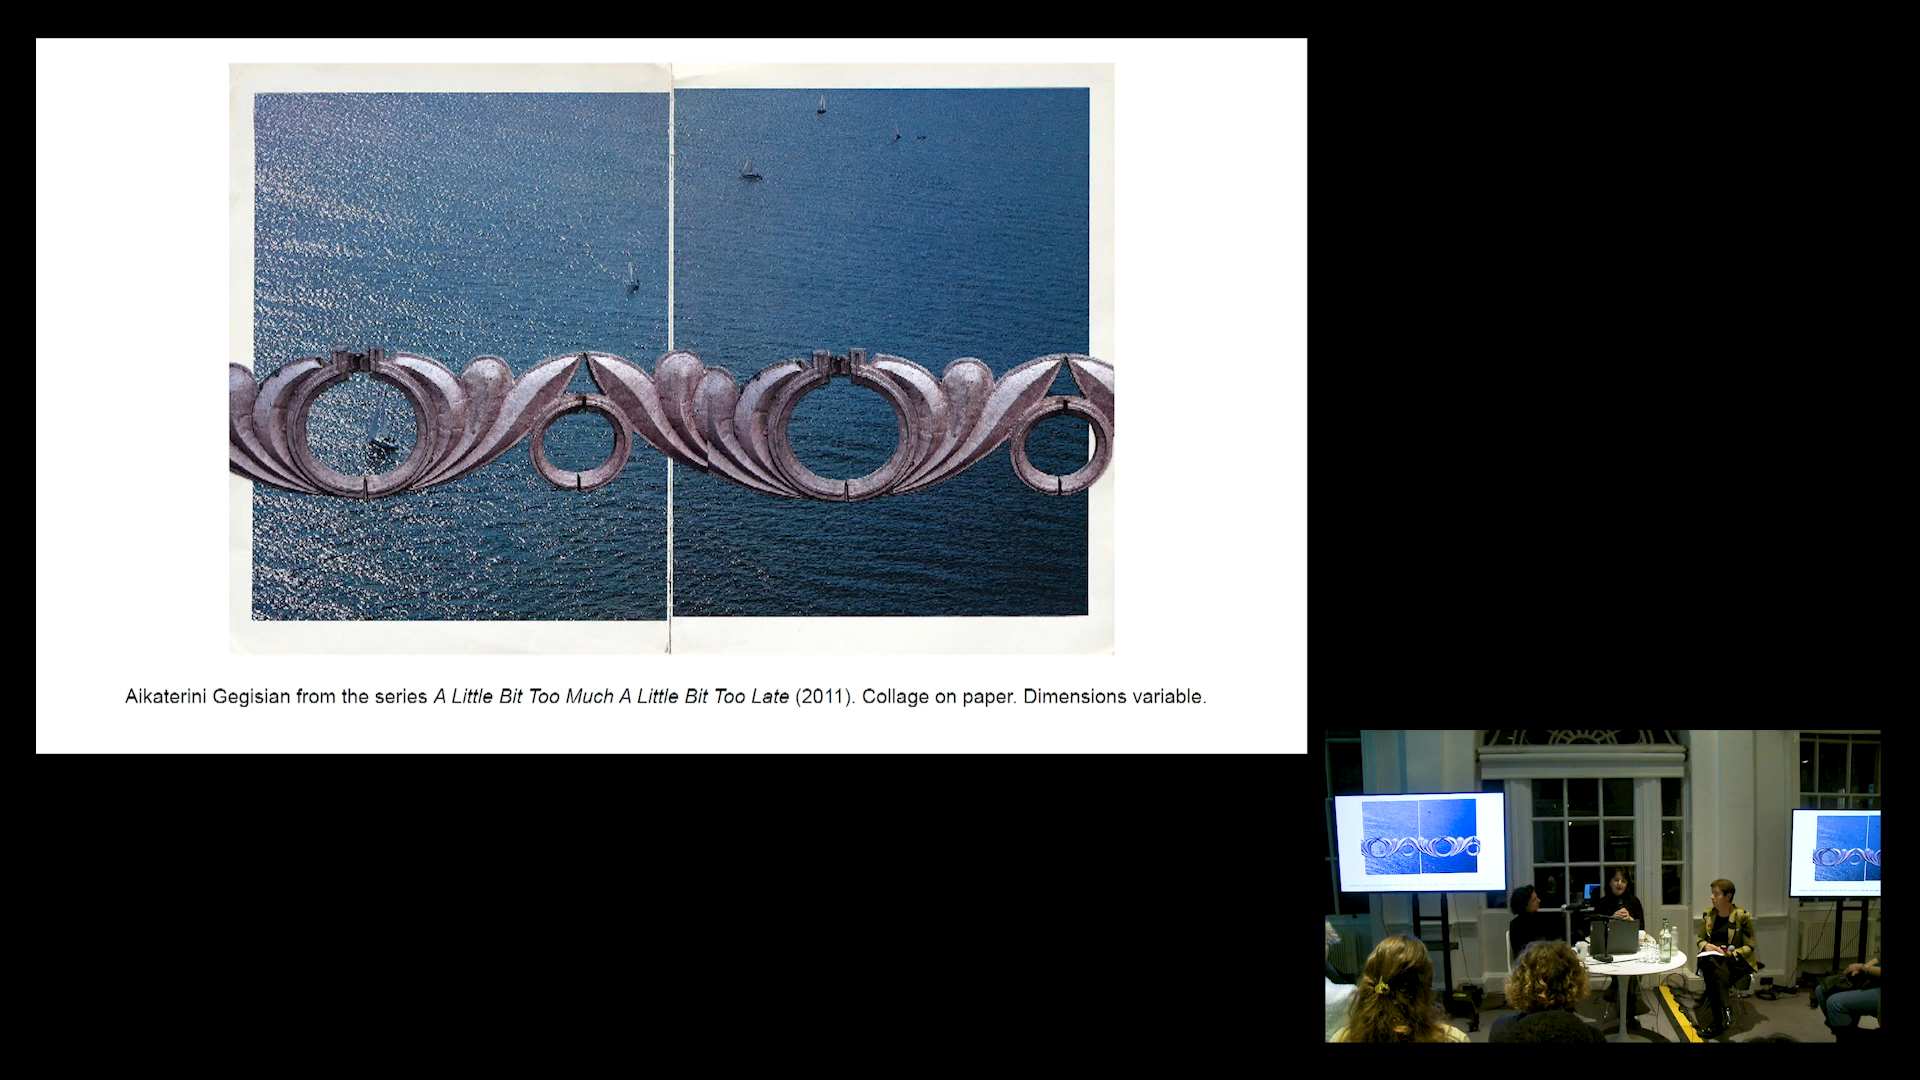 Aikaterini Gegisian from the series A Little Bit Too Much A Little Bit Too Late (2011). Collage on paper. Dimensions variable.